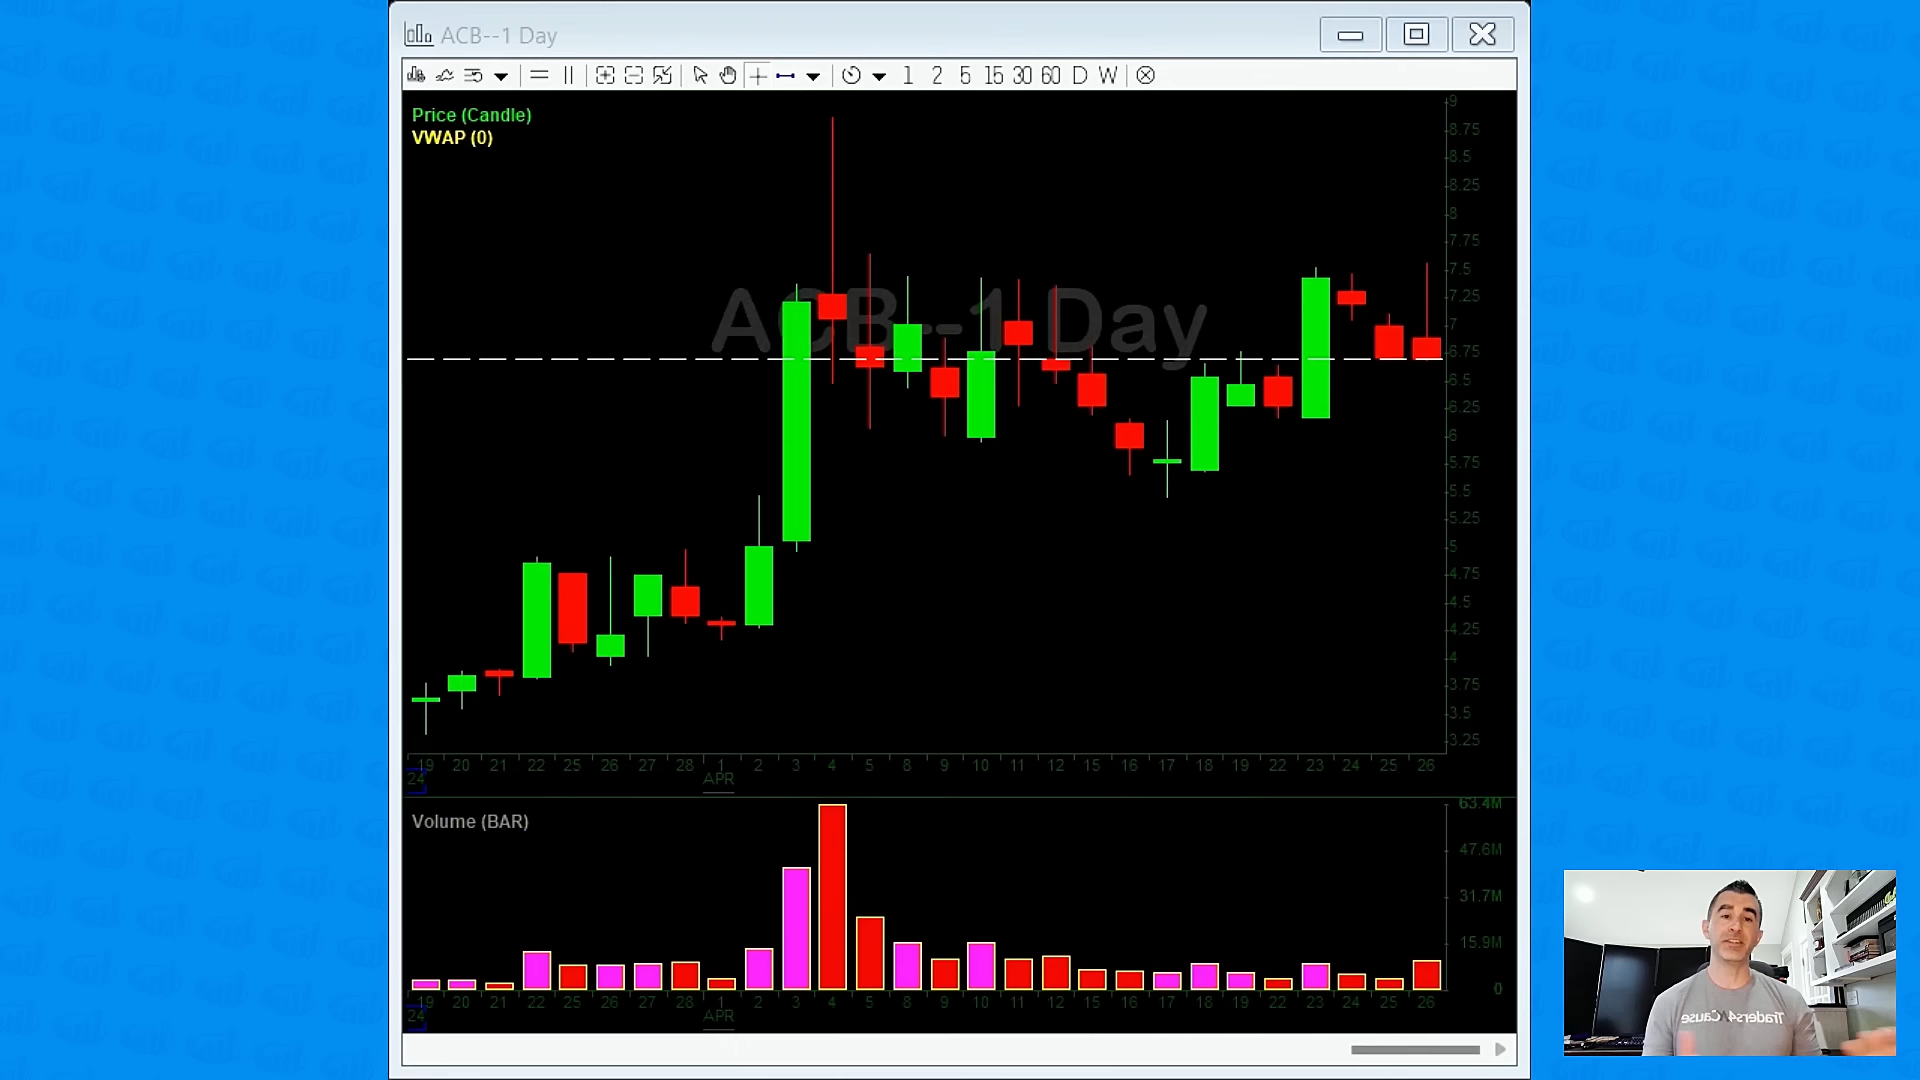 ACB--1 Day
1 2 5 15 30 60 D W
Price (Candle)
VWAP (0)
ACB--1 Day
9
8.75
8.5
8.25
8
7.75
7.5
7.25
7
6.75
6.5
6.25
6
5.75
5.5
5.25
5
4.75
4.5
4.25
4
3.75
3.5
3.25
19 20 21 22 25 26 27 28 1 2 3 4 5 8 9 10 11 12 15 16 17 18 19 22 23 24 25 26
24 APR
Volume (BAR)
63.4M
47.6M
31.7M
15.9M
0
19 20 21 22 25 26 27 28 1 2 3 4 5 8 9 10 11 12 15 16 17 18 19 22 23 24 25 26
24 APR
Traders4ACause